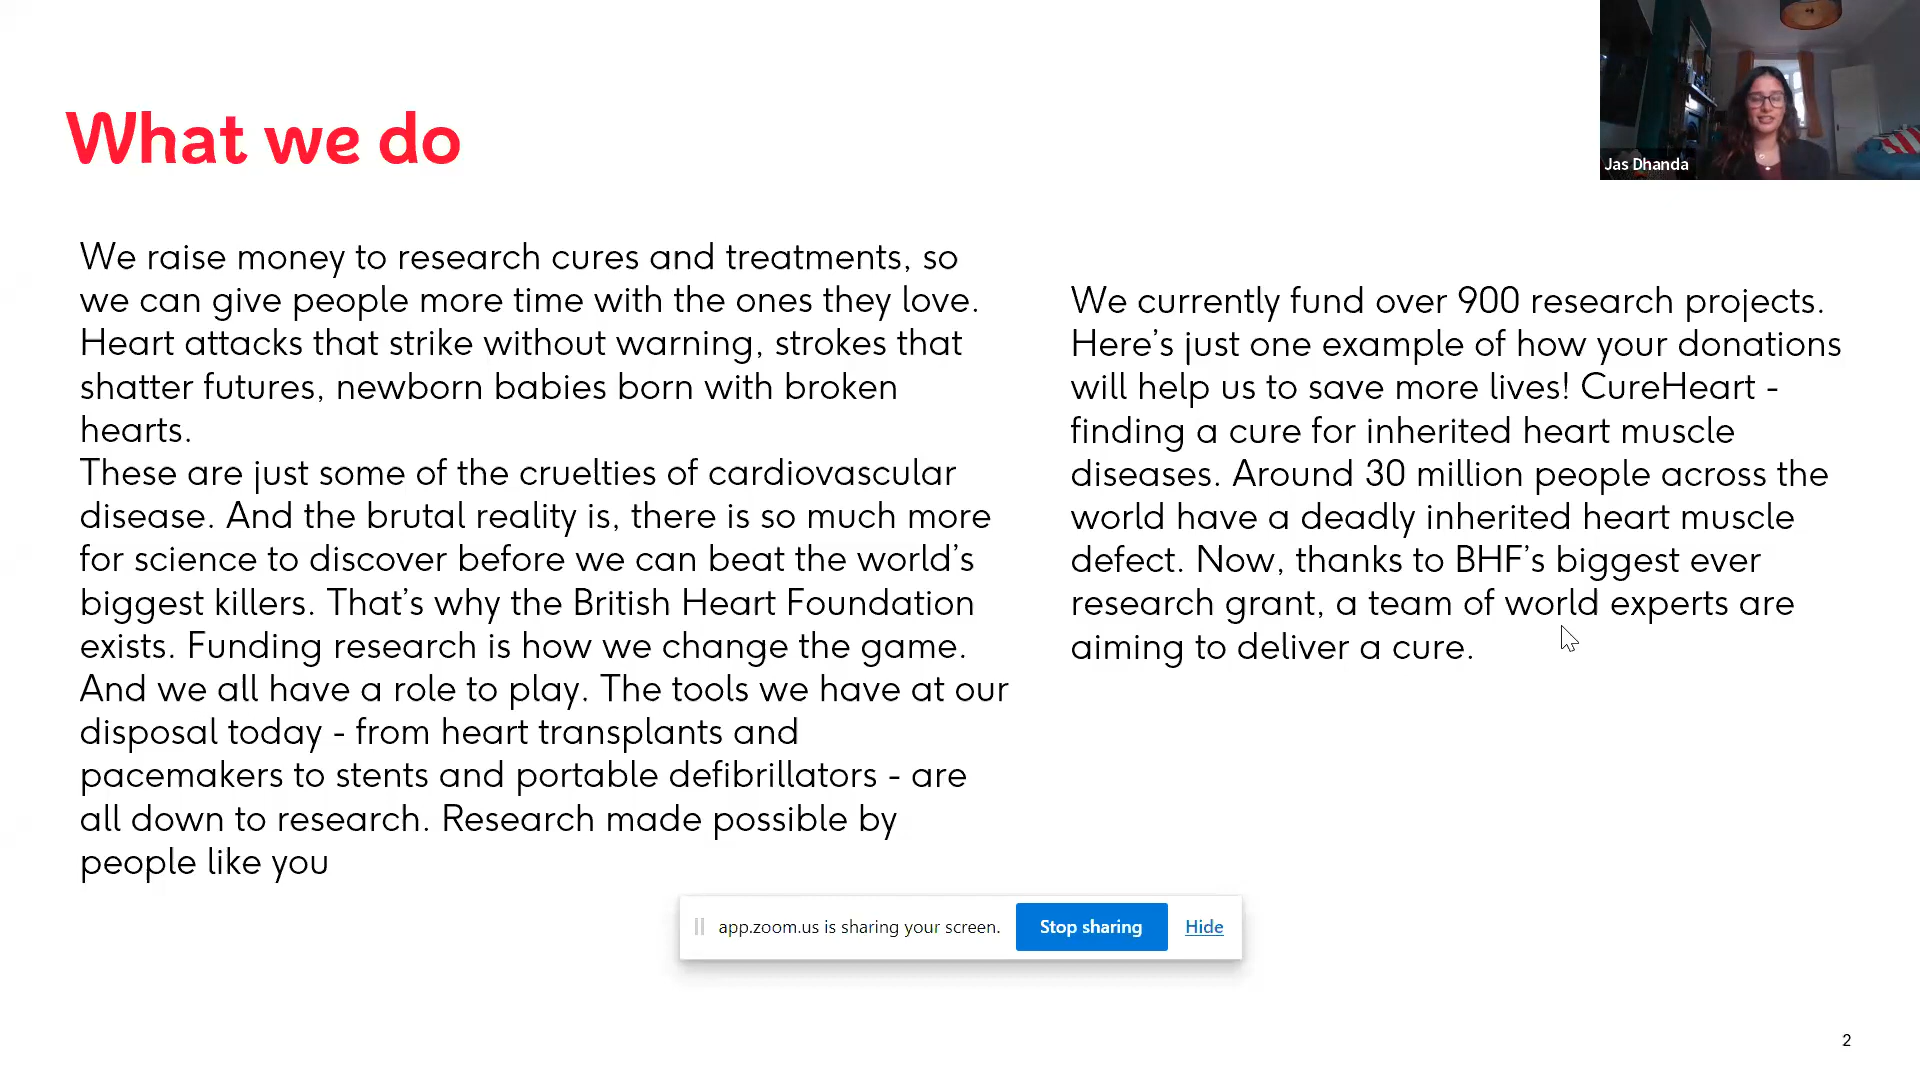 What we do
Jas Dhanda
We raise money to research cures and treatments, so
we can give people more time with the ones they love.
Heart attacks that strike without warning, strokes that
shatter futures, newborn babies born with broken
hearts.
These are just some of the cruelties of cardiovascular
disease. And the brutal reality is, there is so much more
for science to discover before we can beat the world’s
biggest killers. That’s why the British Heart Foundation
exists. Funding research is how we change the game.
And we all have a role to play. The tools we have at our
disposal today - from heart transplants and
pacemakers to stents and portable defibrillators - are
all down to research. Research made possible by
people like you
We currently fund over 900 research projects.
Here’s just one example of how your donations
will help us to save more lives! CureHeart -
finding a cure for inherited heart muscle
diseases. Around 30 million people across the
world have a deadly inherited heart muscle
defect. Now, thanks to BHF’s biggest ever
research grant, a team of world experts are
aiming to deliver a cure.
app.zoom.us is sharing your screen.
Stop sharing
Hide
2